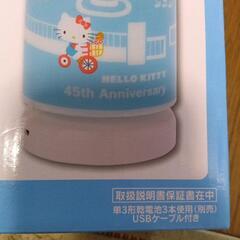 HELLO KITTY
45th Anniversary
取扱説明書保証書在中
単3形乾電池3本使用(別売)
USBケーブル付き